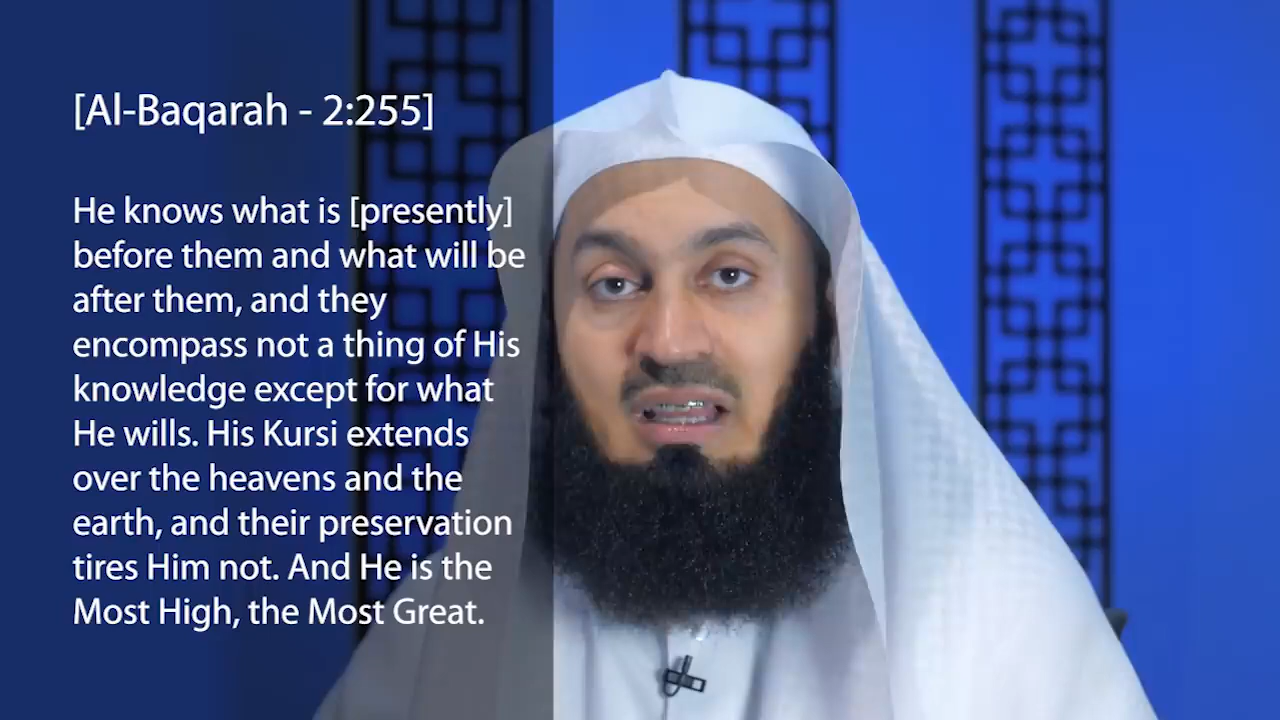 [Al-Baqarah - 2:255]
He knows what is [presently]
before them and what will be
after them, and they
encompass not a thing of His
knowledge except for what
He wills. His Kursi extends
over the heavens and the
earth, and their preservation
tires Him not. And He is the
Most High, the Most Great.